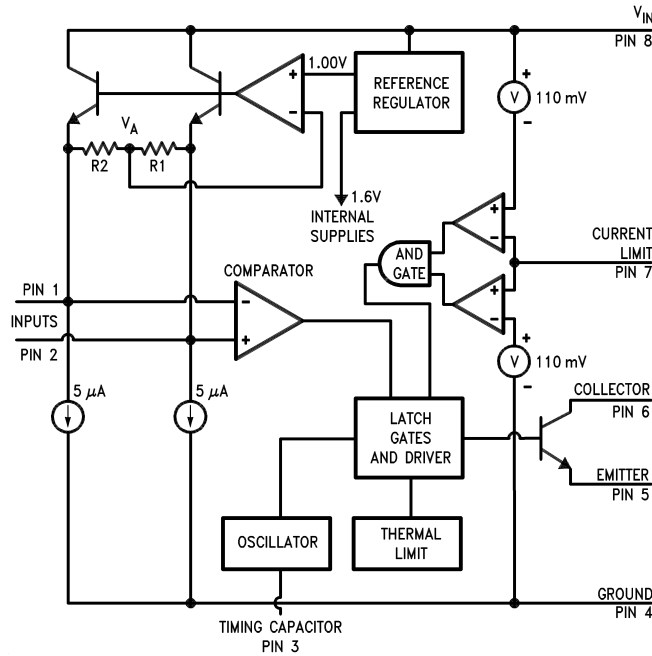 V_IN
PIN 8
1.00V
+
−
REFERENCE
REGULATOR
+
V
110 mV
−
V_A
R2
R1
1.6V
INTERNAL
SUPPLIES
+
−
AND
GATE
CURRENT
LIMIT
PIN 7
+
−
COMPARATOR
PIN 1
INPUTS
PIN 2
−
+
+
V
110 mV
−
5 μA
5 μA
LATCH
GATES
AND DRIVER
COLLECTOR
PIN 6
EMITTER
PIN 5
OSCILLATOR
THERMAL
LIMIT
GROUND
PIN 4
TIMING CAPACITOR
PIN 3